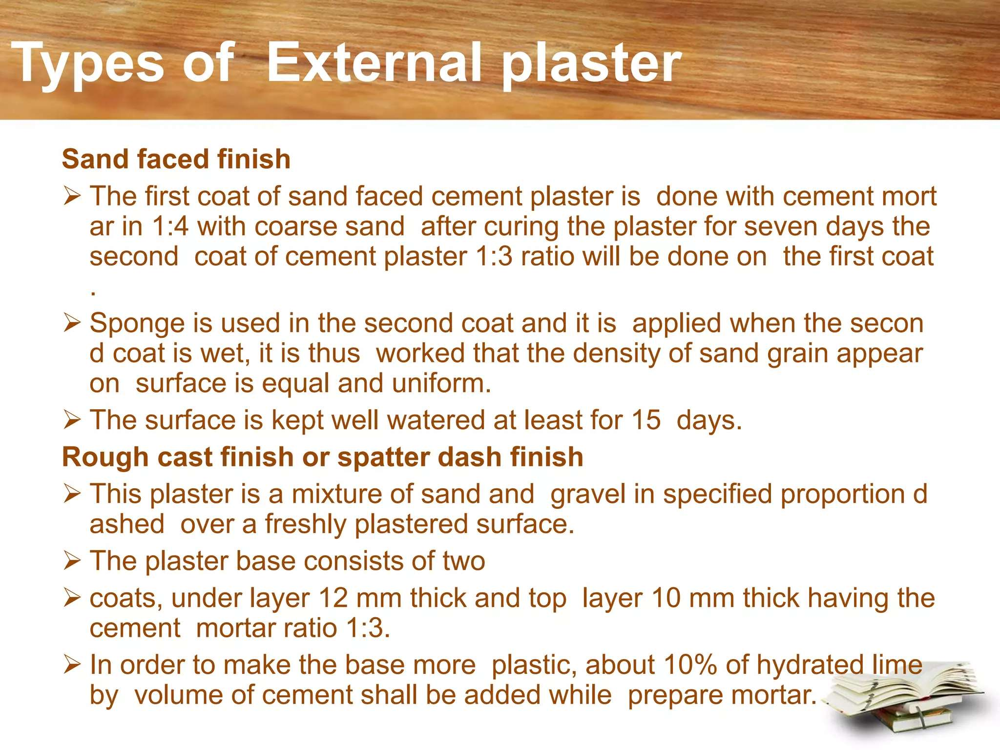 Types of  External plaster
Sand faced finish
➢ The first coat of sand faced cement plaster is  done with cement mort
ar in 1:4 with coarse sand  after curing the plaster for seven days the
second  coat of cement plaster 1:3 ratio will be done on  the first coat
.
➢ Sponge is used in the second coat and it is  applied when the secon
d coat is wet, it is thus  worked that the density of sand grain appear
on  surface is equal and uniform.
➢ The surface is kept well watered at least for 15  days.
Rough cast finish or spatter dash finish
➢ This plaster is a mixture of sand and  gravel in specified proportion d
ashed  over a freshly plastered surface.
➢ The plaster base consists of two
➢ coats, under layer 12 mm thick and top  layer 10 mm thick having the
cement  mortar ratio 1:3.
➢ In order to make the base more  plastic, about 10% of hydrated lime
by  volume of cement shall be added while  prepare mortar.